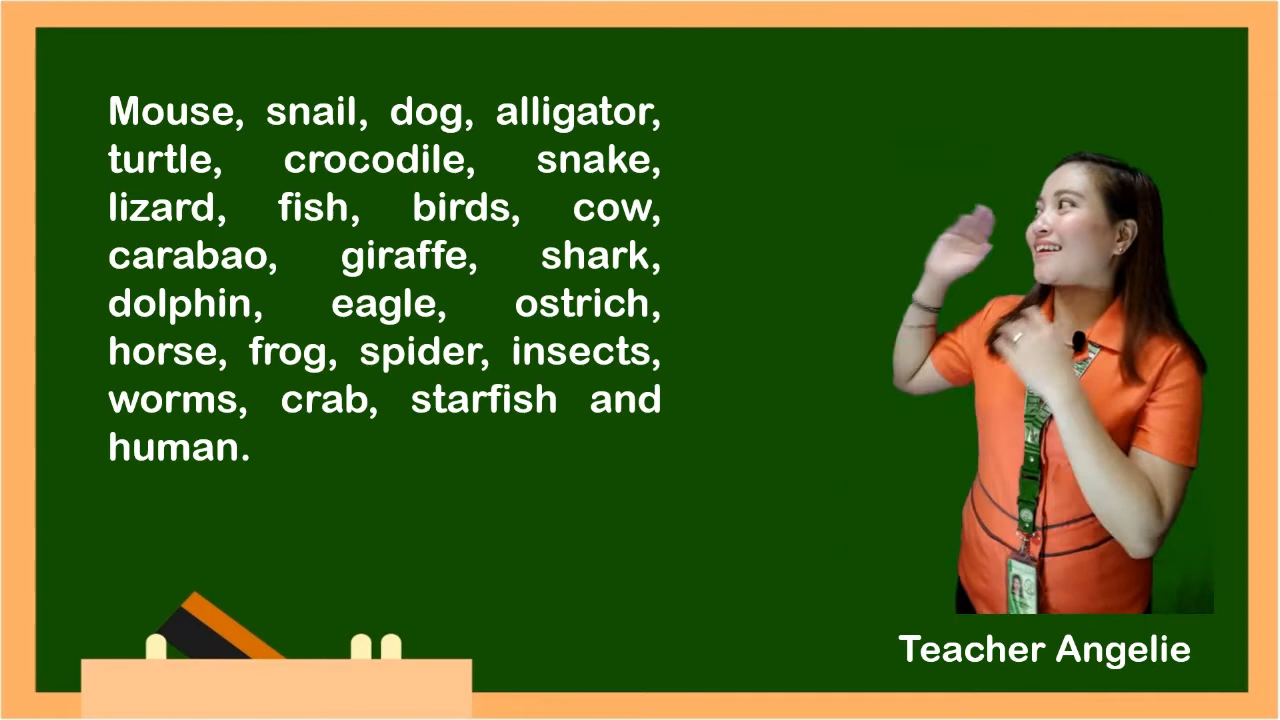 Mouse, snail, dog, alligator,
turtle, crocodile, snake,
lizard, fish, birds, cow,
carabao, giraffe, shark,
dolphin, eagle, ostrich,
horse, frog, spider, insects,
worms, crab, starfish and
human.
Teacher Angelie